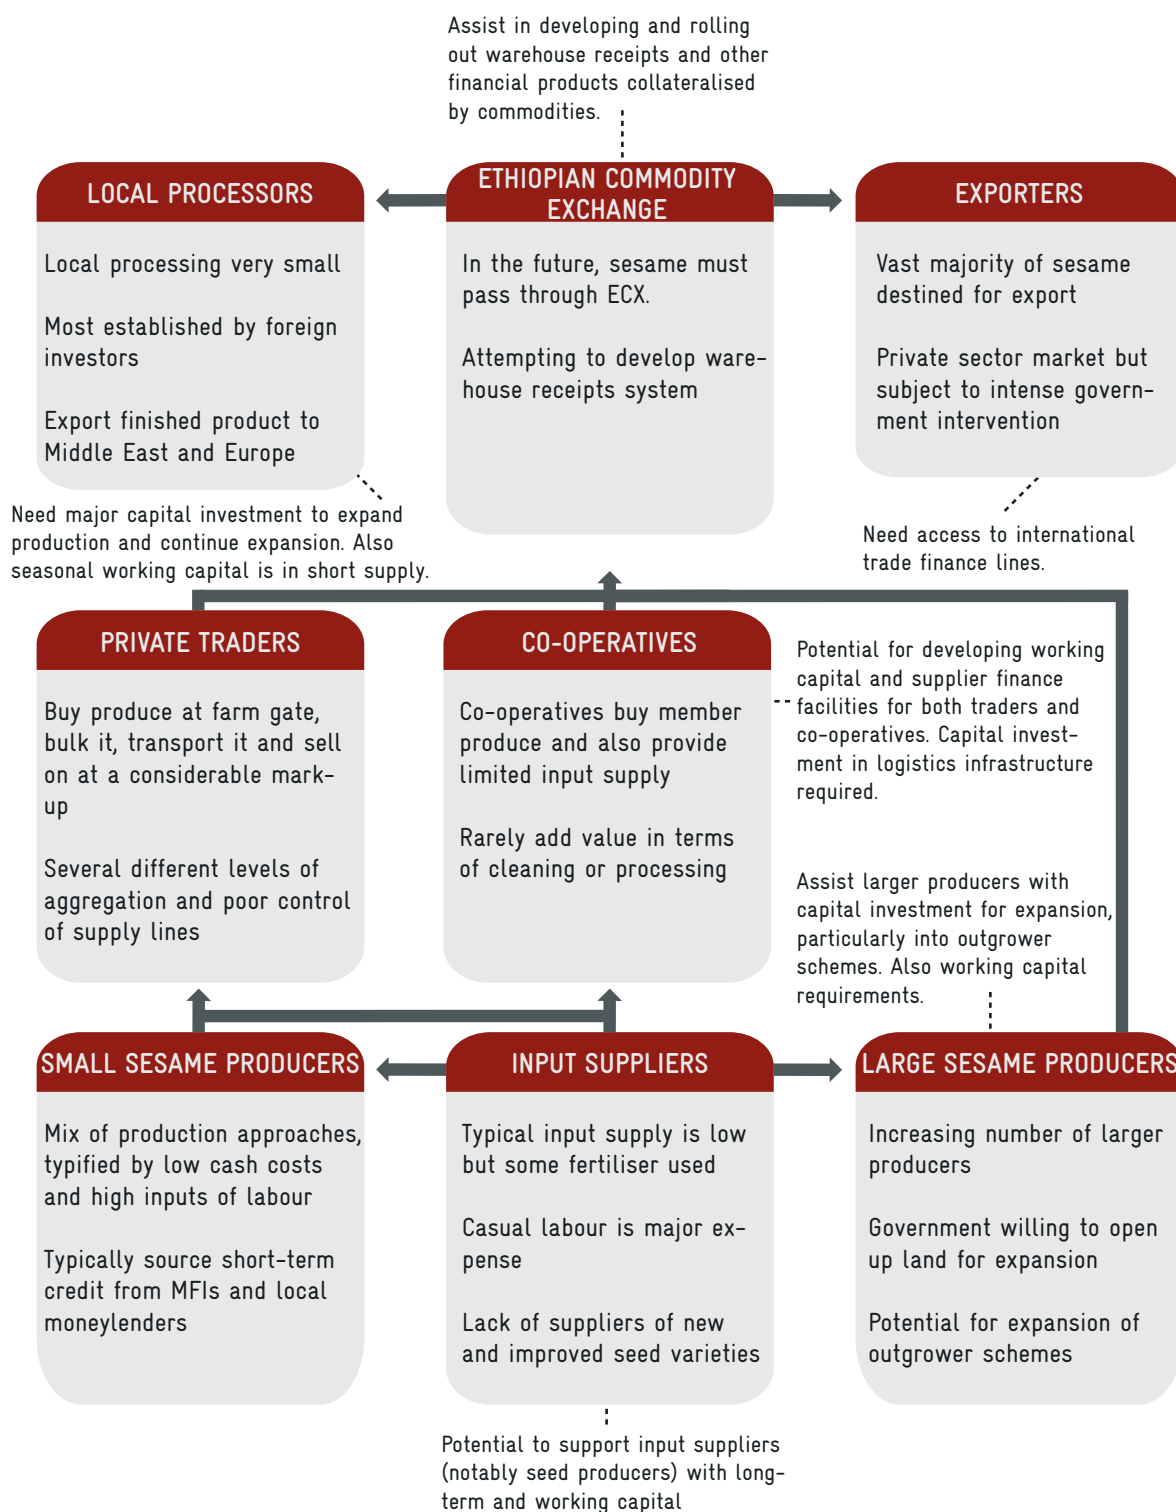 Assist in developing and rolling
out warehouse receipts and other
financial products collateralised
by commodities.
LOCAL PROCESSORS
Local processing very small
Most established by foreign
investors
Export finished product to
Middle East and Europe
Need major capital investment to expand
production and continue expansion. Also
seasonal working capital is in short supply.
ETHIOPIAN COMMODITY
EXCHANGE
In the future, sesame must
pass through ECX.
Attempting to develop ware-
house receipts system
EXPORTERS
Vast majority of sesame
destined for export
Private sector market but
subject to intense govern-
ment intervention
Need access to international
trade finance lines.
PRIVATE TRADERS
Buy produce at farm gate,
bulk it, transport it and sell
on at a considerable mark-
up
Several different levels of
aggregation and poor control
of supply lines
CO-OPERATIVES
Co-operatives buy member
produce and also provide
limited input supply
Rarely add value in terms
of cleaning or processing
Potential for developing working
capital and supplier finance
facilities for both traders and
co-operatives. Capital invest-
ment in logistics infrastructure
required.
Assist larger producers with
capital investment for expansion,
particularly into outgrower
schemes. Also working capital
requirements.
SMALL SESAME PRODUCERS
Mix of production approaches,
typified by low cash costs
and high inputs of labour
Typically source short-term
credit from MFIs and local
moneylenders
INPUT SUPPLIERS
Typical input supply is low
but some fertiliser used
Casual labour is major ex-
pense
Lack of suppliers of new
and improved seed varieties
Potential to support input suppliers
(notably seed producers) with long-
term and working capital
LARGE SESAME PRODUCERS
Increasing number of larger
producers
Government willing to open
up land for expansion
Potential for expansion of
outgrower schemes